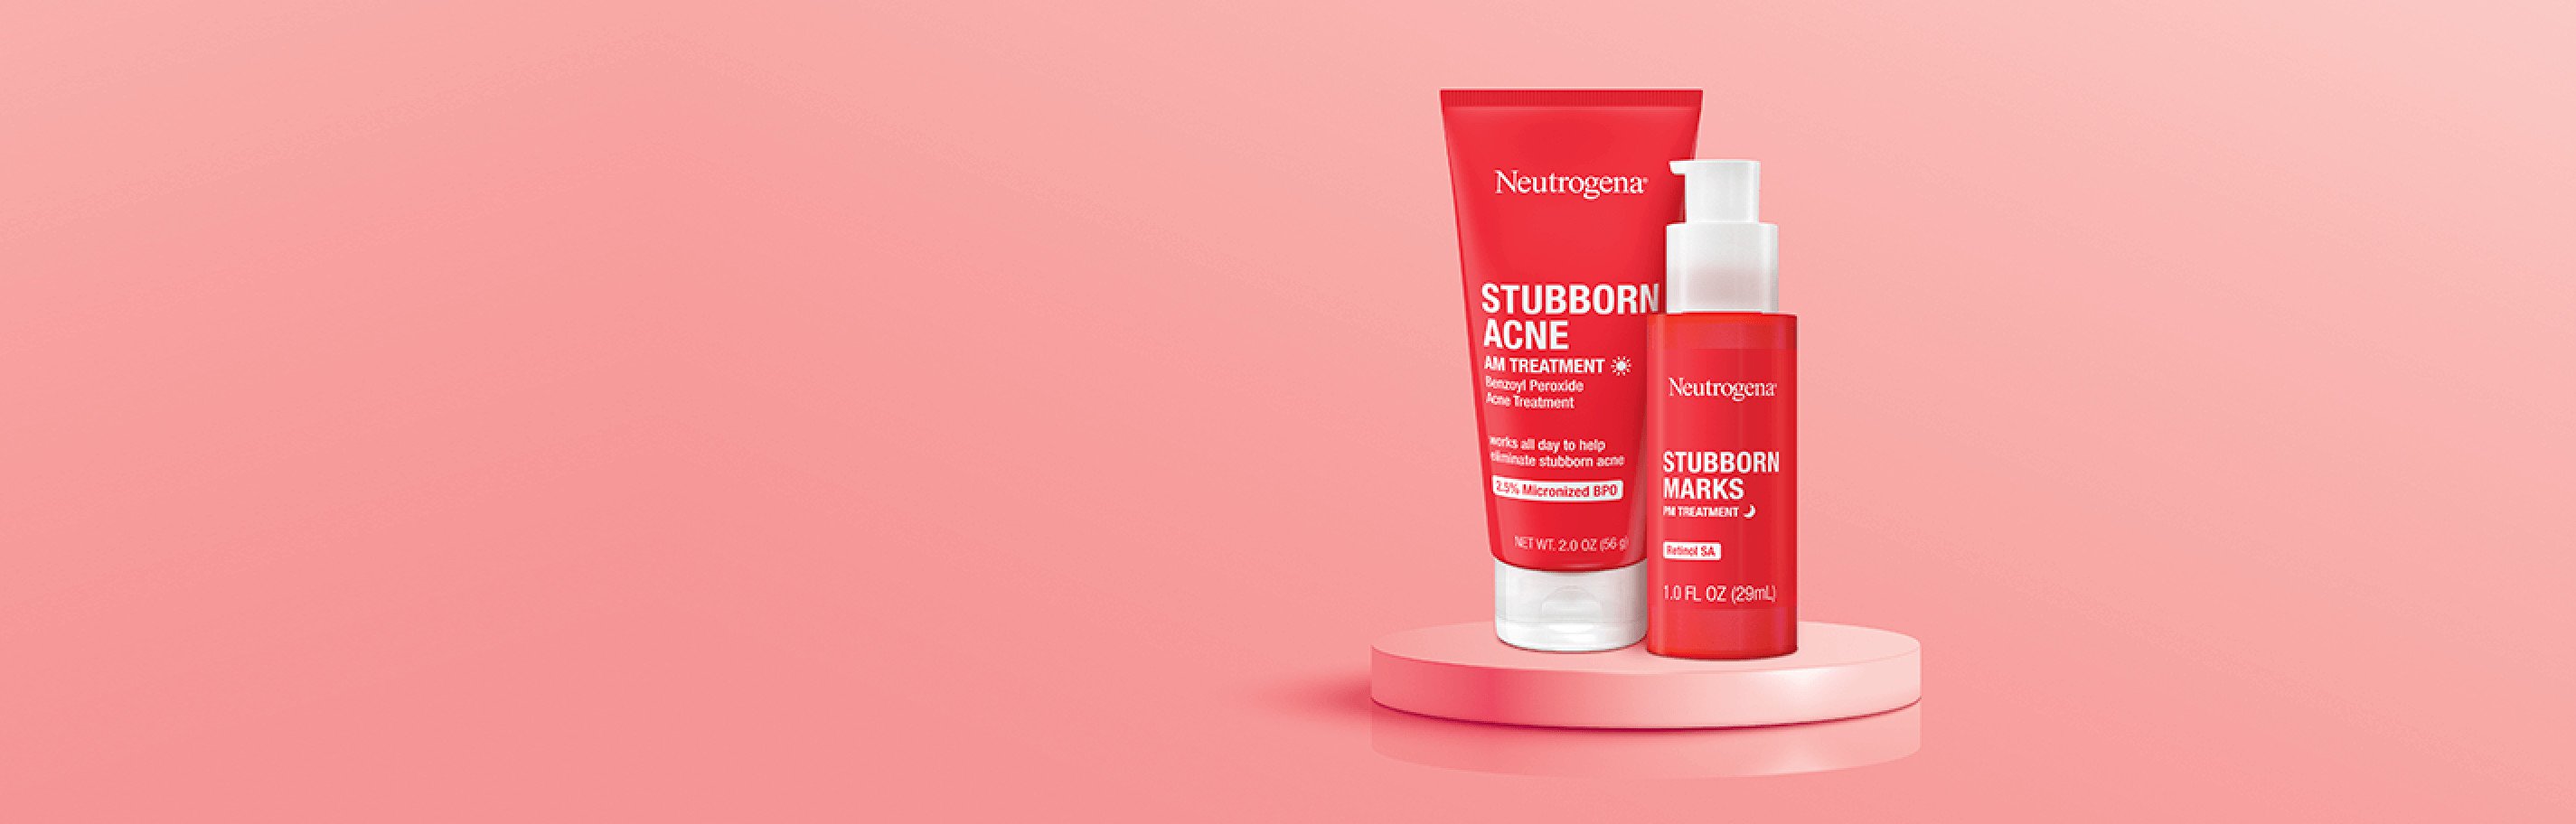 Neutrogena®
STUBBORN
ACNE
AM TREATMENT
Benzoyl Peroxide
Acne Treatment
works all day to help
eliminate stubborn acne
2.5% Micronized BPO
NET WT. 2.0 OZ (56 g)
Neutrogena®
STUBBORN
MARKS
PM TREATMENT
Retinol SA
1.0 FL OZ (29mL)